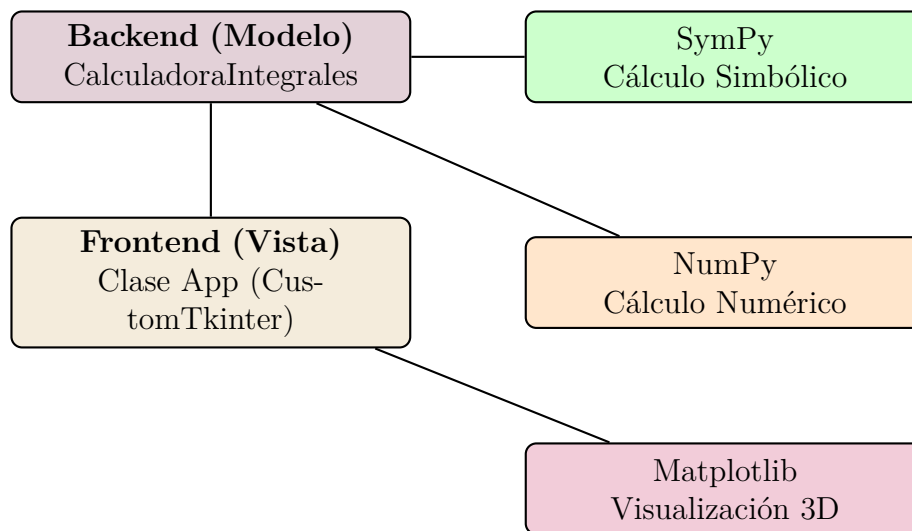 Backend (Modelo)
CalculadoraIntegrales
SymPy
Cálculo Simbólico
Frontend (Vista)
Clase App (Cus-
tomTkinter)
NumPy
Cálculo Numérico
Matplotlib
Visualización 3D